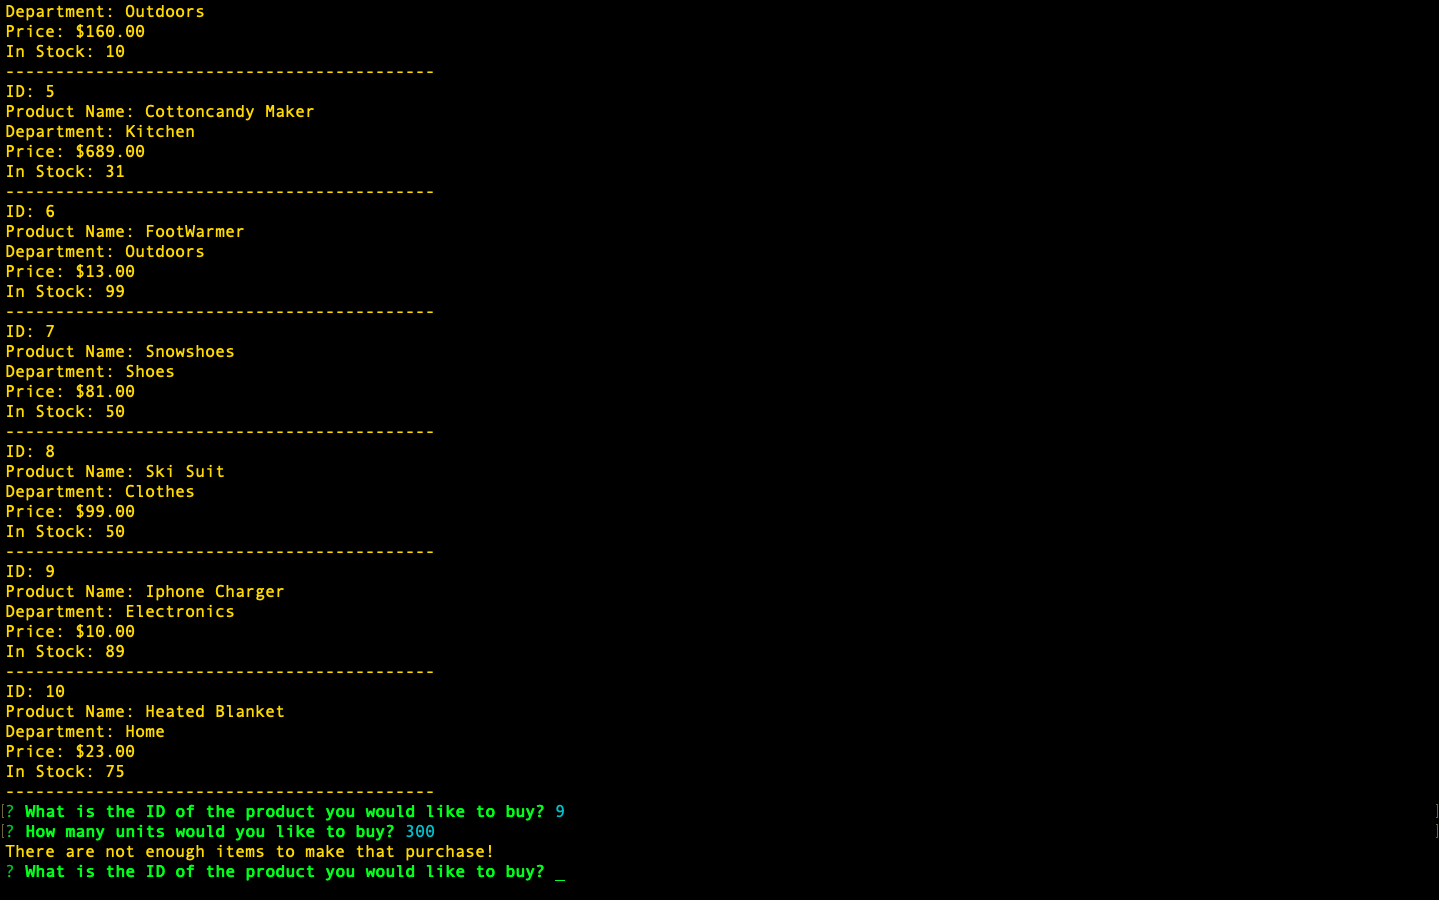 Department: Outdoors
Price: $160.00
In Stock: 10
-------------------------------------------
ID: 5
Product Name: Cottoncandy Maker
Department: Kitchen
Price: $689.00
In Stock: 31
-------------------------------------------
ID: 6
Product Name: FootWarmer
Department: Outdoors
Price: $13.00
In Stock: 99
-------------------------------------------
ID: 7
Product Name: Snowshoes
Department: Shoes
Price: $81.00
In Stock: 50
-------------------------------------------
ID: 8
Product Name: Ski Suit
Department: Clothes
Price: $99.00
In Stock: 50
-------------------------------------------
ID: 9
Product Name: Iphone Charger
Department: Electronics
Price: $10.00
In Stock: 89
-------------------------------------------
ID: 10
Product Name: Heated Blanket
Department: Home
Price: $23.00
In Stock: 75
-------------------------------------------
[? What is the ID of the product you would like to buy? 9 ]
[? How many units would you like to buy? 300 ]
There are not enough items to make that purchase!
? What is the ID of the product you would like to buy? _